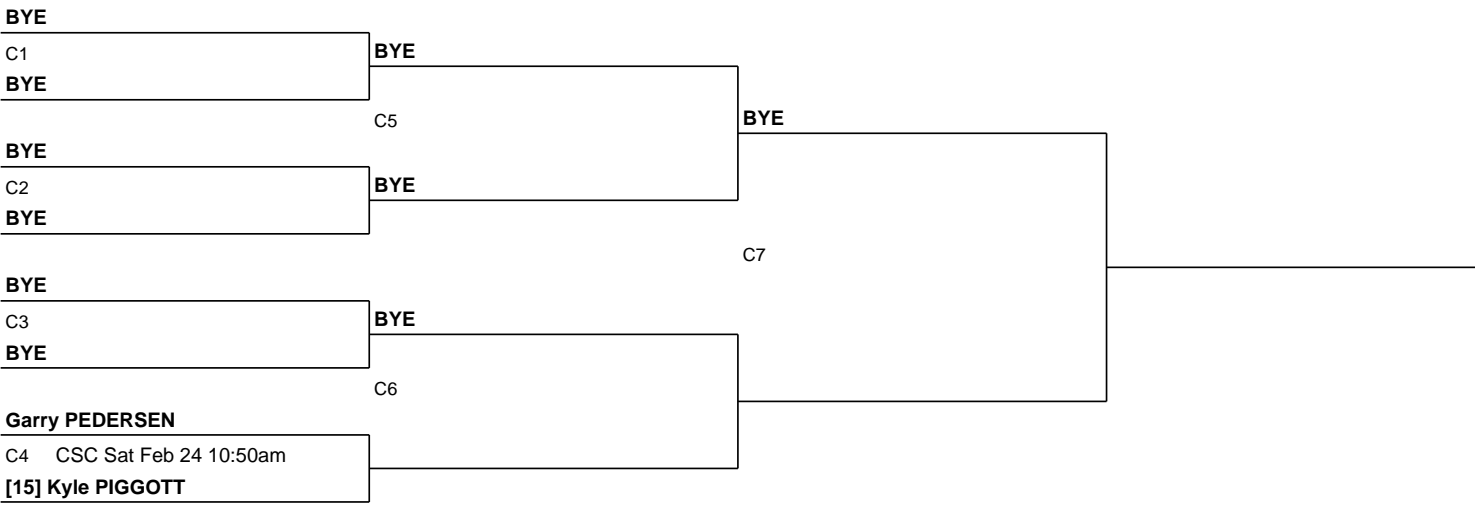 BYE
C1
BYE
BYE
C5
BYE
BYE
C2
BYE
BYE
C7
BYE
C3
BYE
BYE
C6
Garry PEDERSEN
C4 CSC Sat Feb 24 10:50am
[15] Kyle PIGGOTT